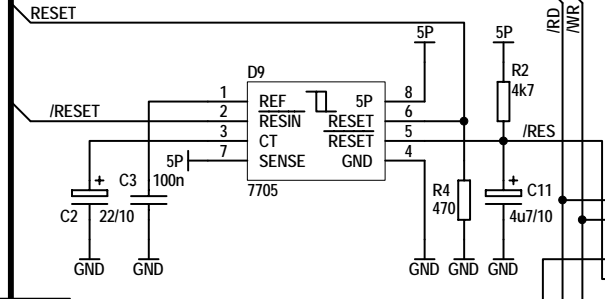 RESET
5P
5P
/RD
/WR
D9
R2
4k7
1
REF
5P
8
/RESET
2
RESIN
RESET
6
3
CT
RESET
5
/RES
5P
7
SENSE
GND
4
C3
100n
7705
R4
470
C11
4u7/10
+
+
C2
22/10
GND
GND
GND
GND
GND